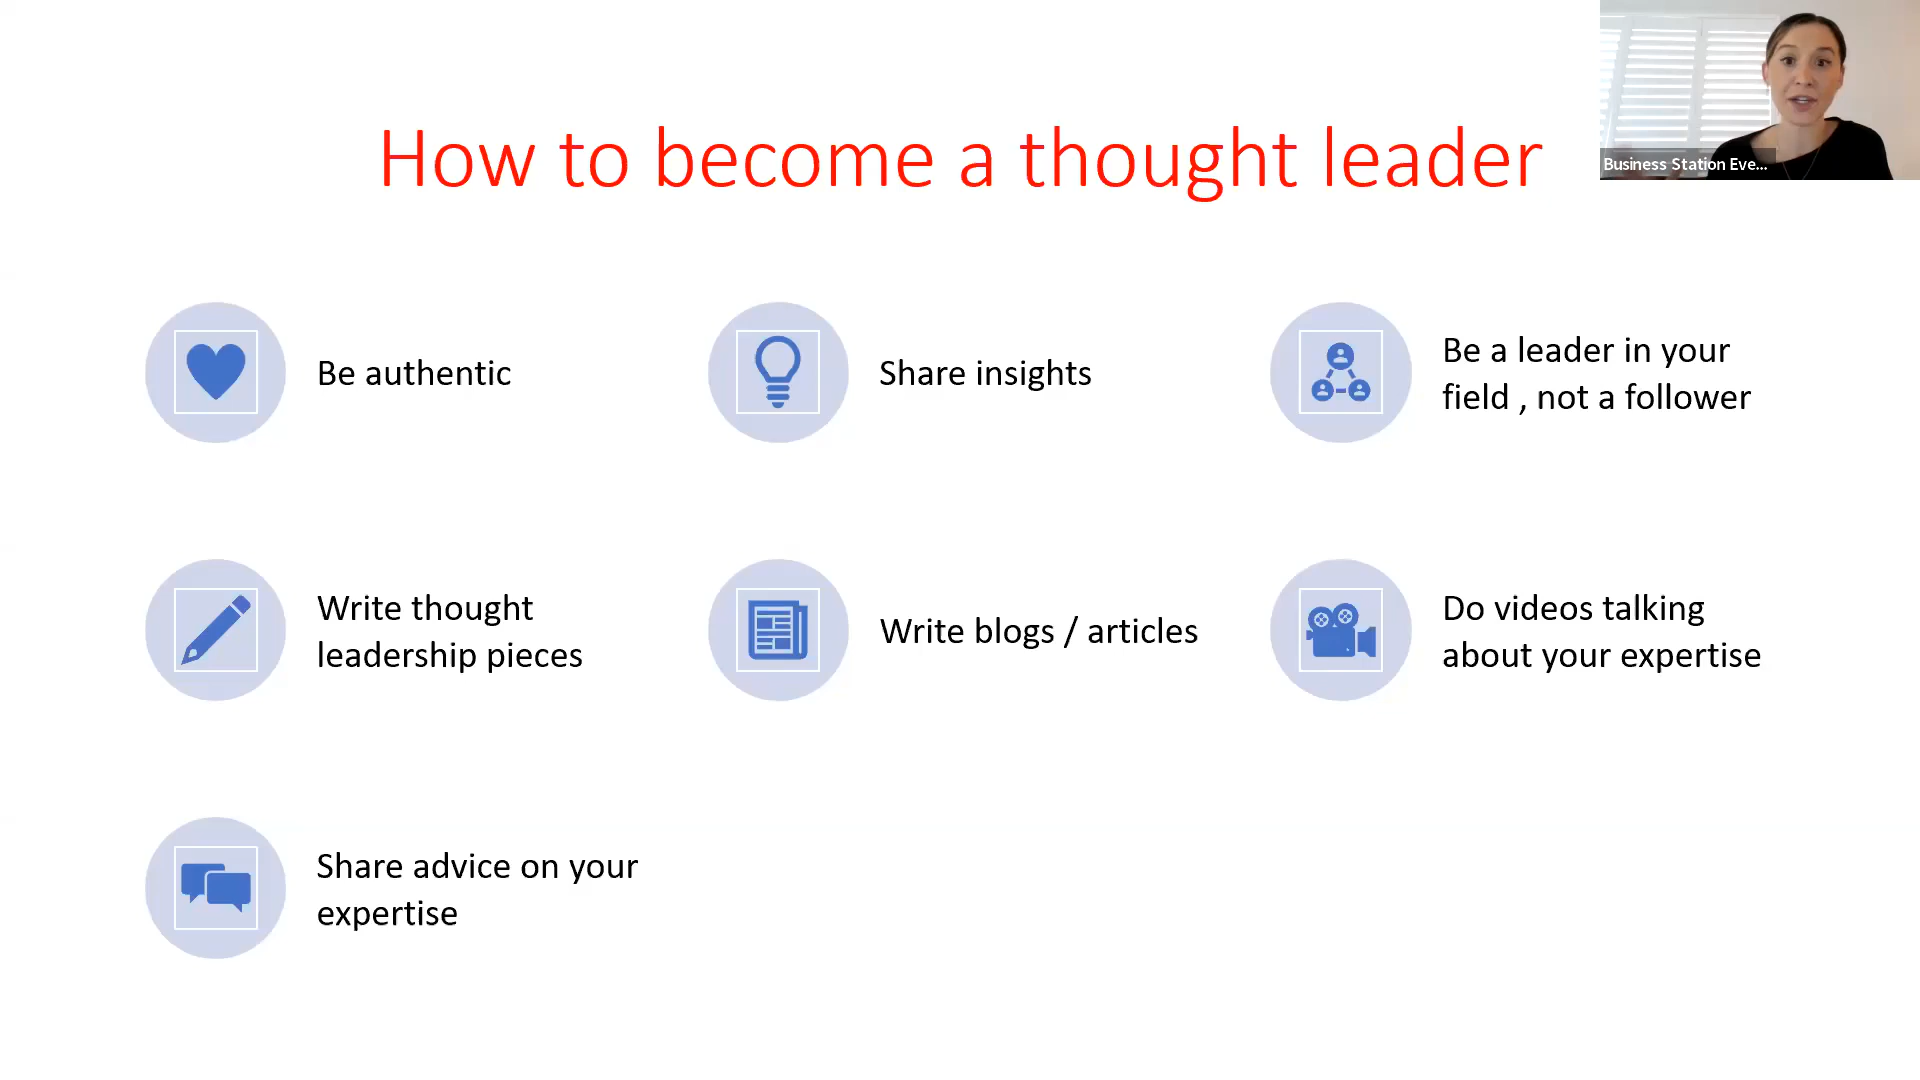 How to become a thought leader
Business Station Eve...
Be authentic
Share insights
Be a leader in your
field , not a follower
Write thought
leadership pieces
Write blogs / articles
Do videos talking
about your expertise
Share advice on your
expertise